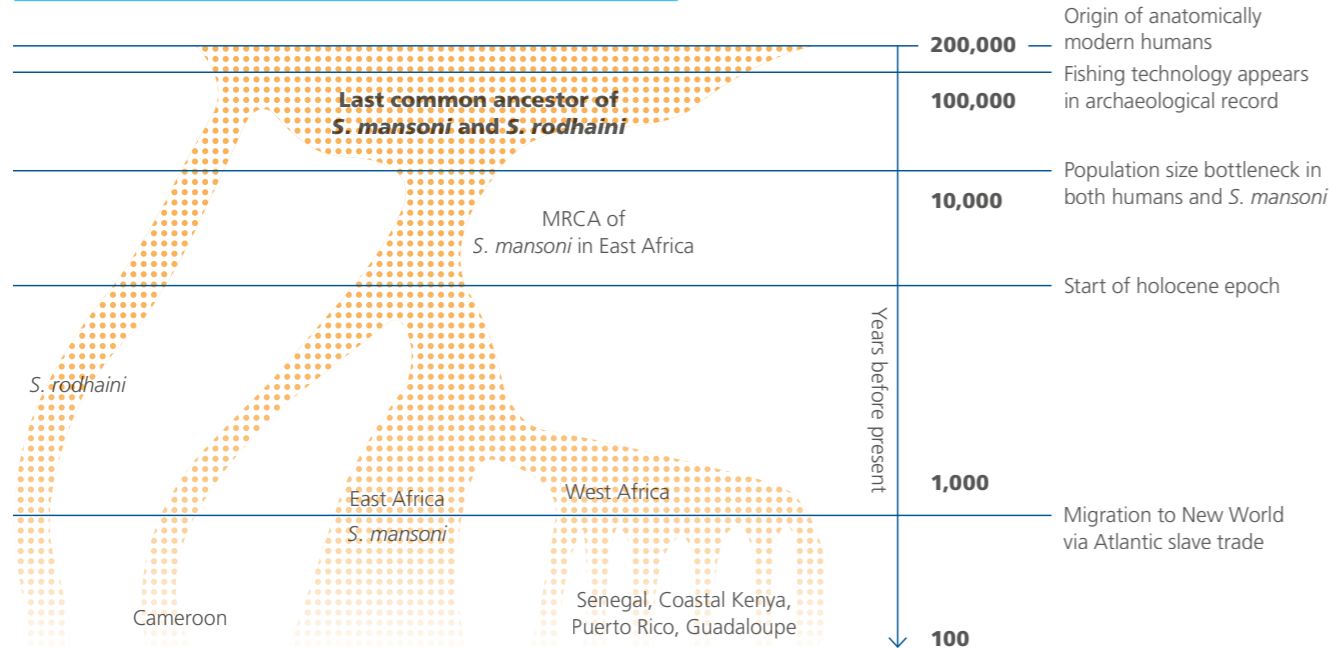 200,000
Origin of anatomically
modern humans
Fishing technology appears
in archaeological record
Last common ancestor of
S. mansoni and S. rodhaini
100,000
Population size bottleneck in
both humans and S. mansoni
10,000
MRCA of
S. mansoni in East Africa
Start of holocene epoch
Years before present
S. rodhaini
1,000
East Africa
West Africa
S. mansoni
Migration to New World
via Atlantic slave trade
Cameroon
Senegal, Coastal Kenya,
Puerto Rico, Guadaloupe
100